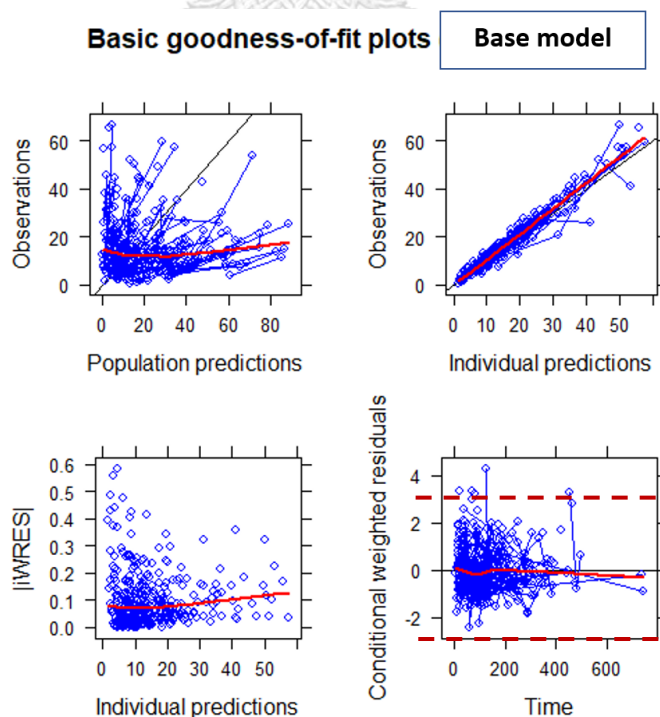 Basic goodness-of-fit plots
Base model
Observations
60
40
20
0
0 20 40 60 80
Population predictions
Observations
60
40
20
0
0 10 20 30 40 50
Individual predictions
|iWRES|
0.6
0.5
0.4
0.3
0.2
0.1
0.0
0 10 20 30 40 50
Individual predictions
Conditional weighted residuals
4
2
0
-2
0 200 400 600
Time